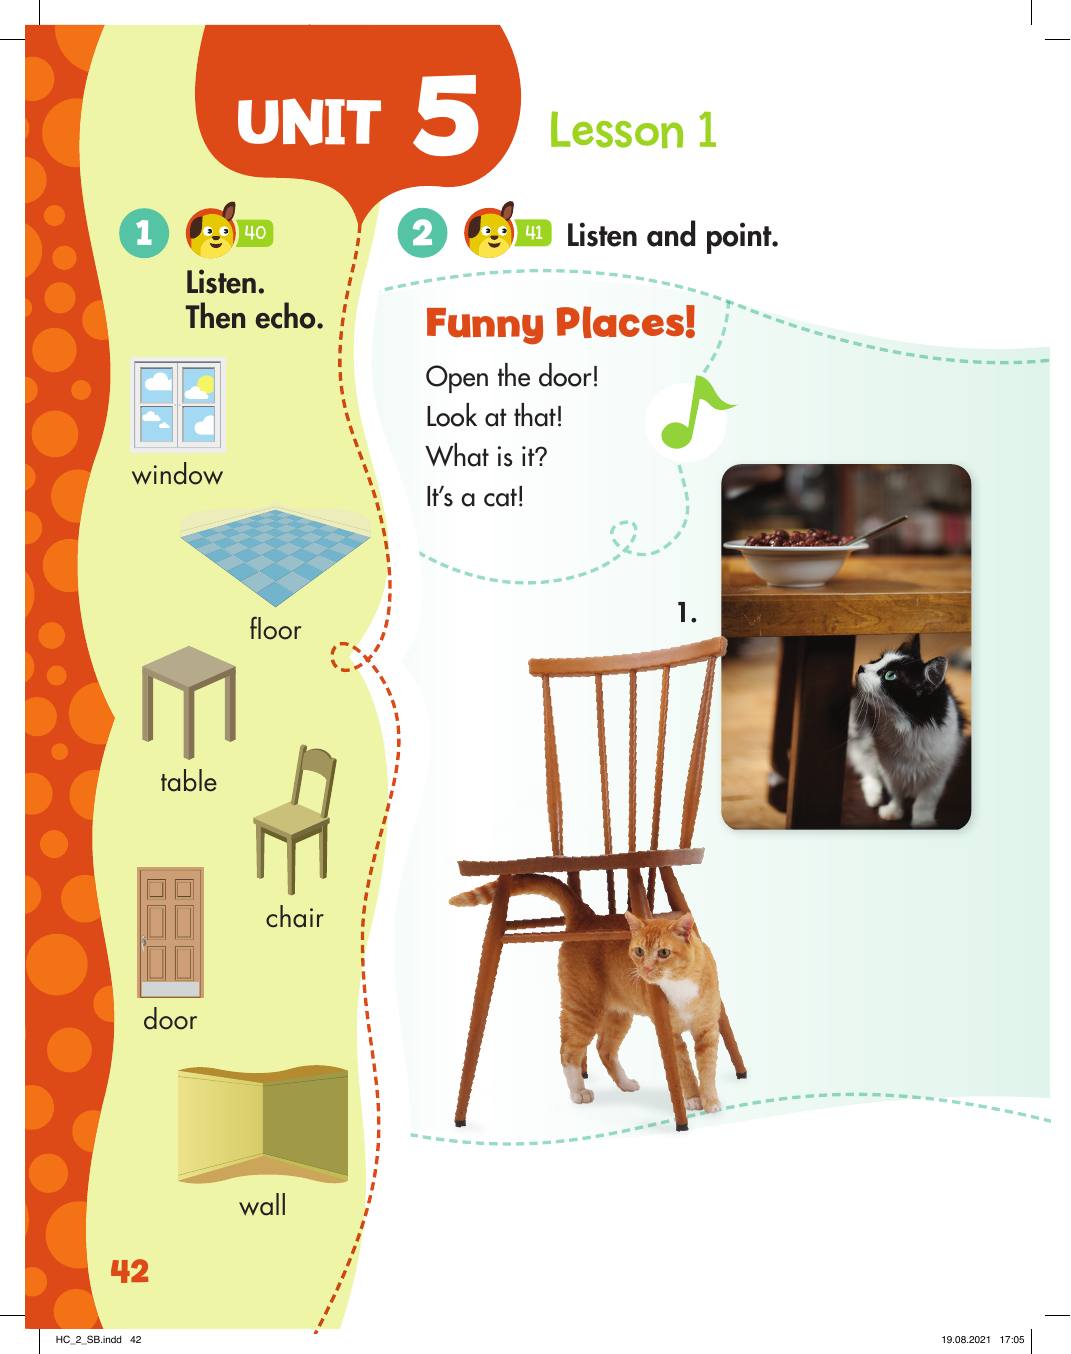 UNIT 5
Lesson 1
1
40
Listen.
Then echo.
window
floor
table
chair
door
wall
2
41
Listen and point.
Funny Places!
Open the door!
Look at that!
What is it?
It's a cat!
1.
42
HC_2_SB.indd 42
19.08.2021 17:05